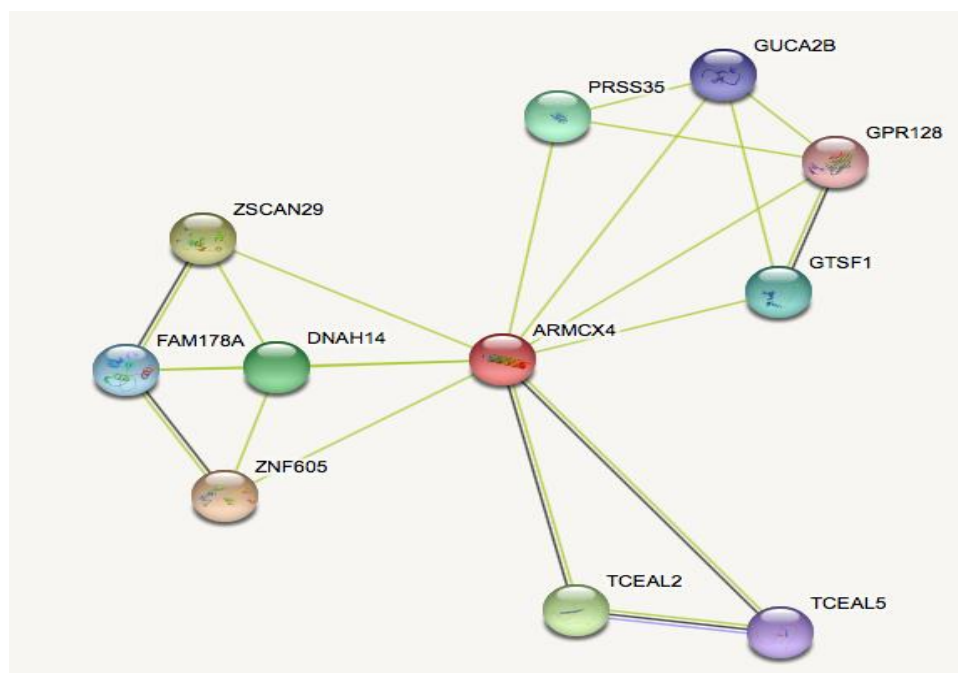 GUCA2B
PRSS35
GPR128
ZSCAN29
GTSF1
ARMCX4
FAM178A
DNAH14
ZNF605
TCEAL2
TCEAL5